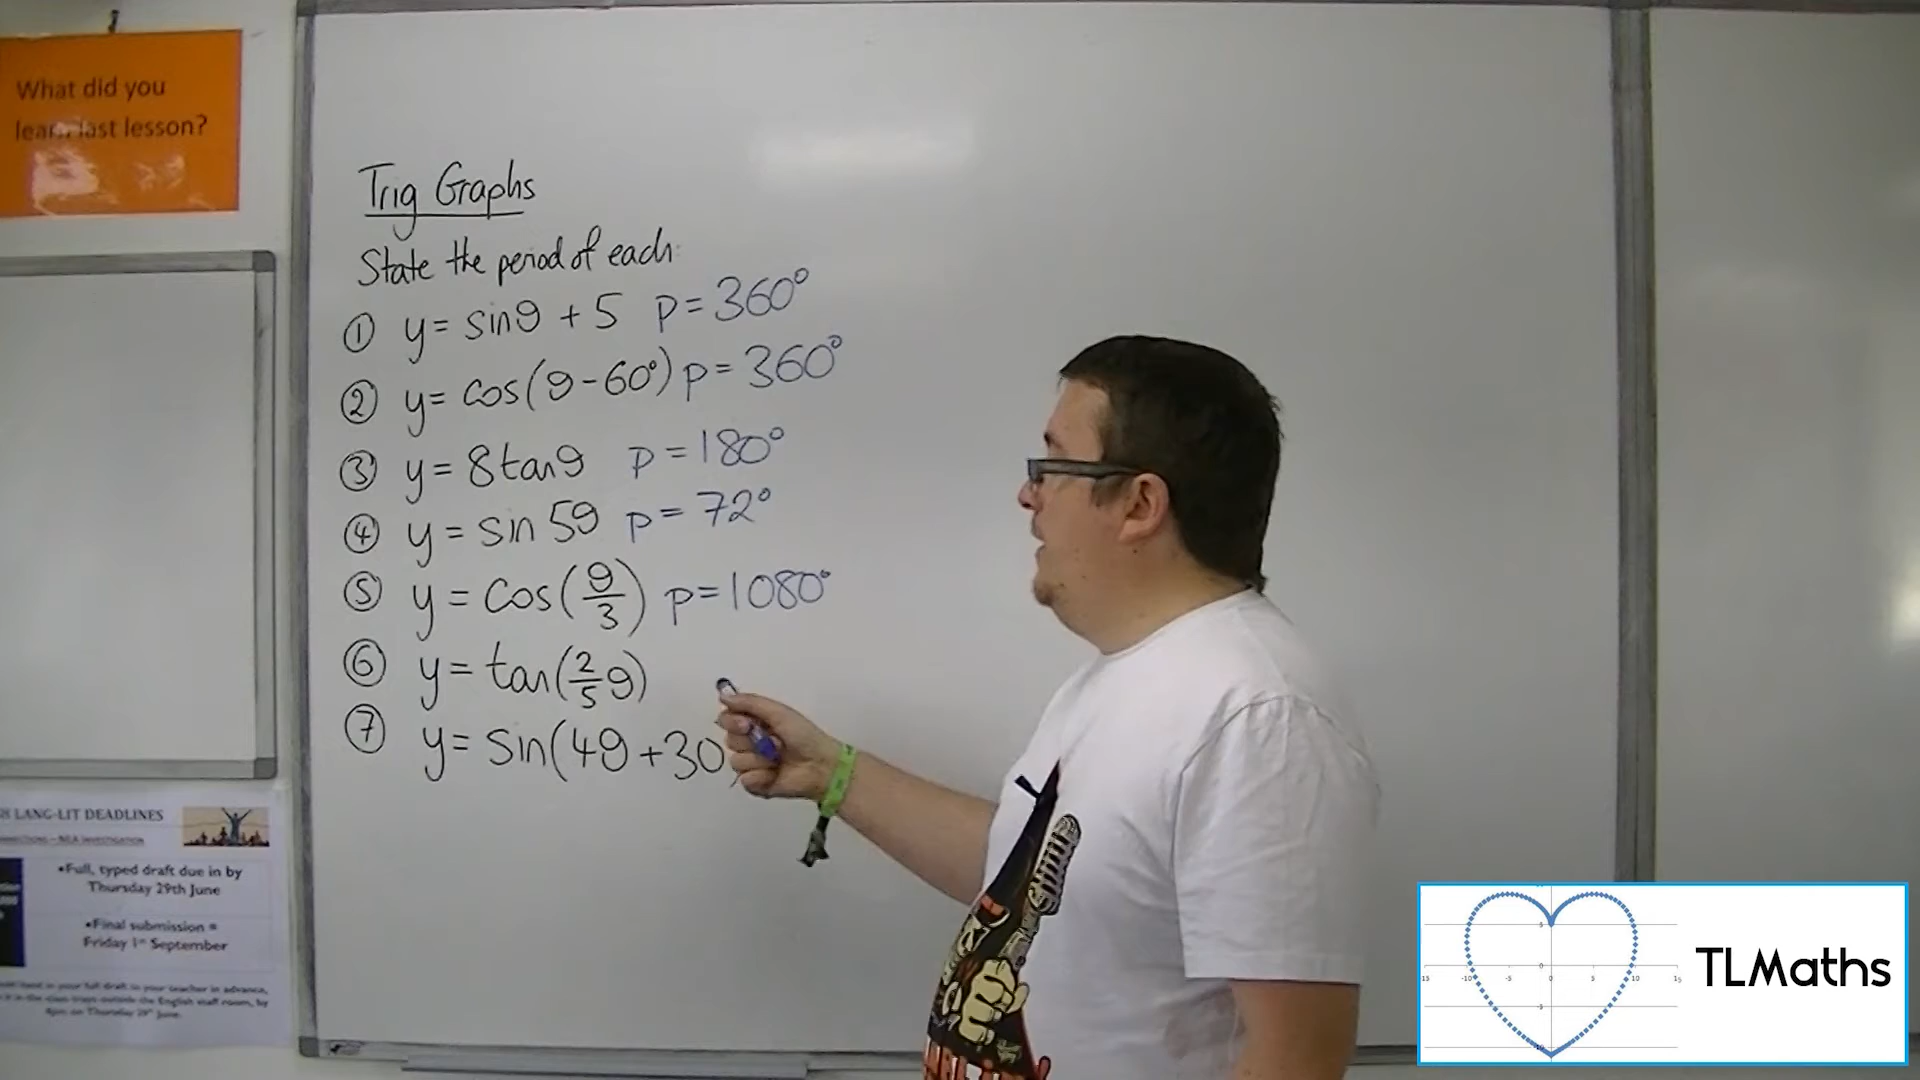 What did you
learn last lesson?
Trig Graphs
State the period of each:
① y = sinθ + 5 p = 360°
② y = cos(θ - 60°) p = 360°
③ y = 8tanθ p = 180°
④ y = sin 5θ p = 72°
⑤ y = cos(θ/3) p = 1080°
⑥ y = tan(2/5 θ)
⑦ y = sin(4θ + 30
LANG-LIT DEADLINES
NEA INVESTIGATION
•Full, typed draft due in by
Thursday 29th June
•Final submission =
Friday 1st September
TLMaths